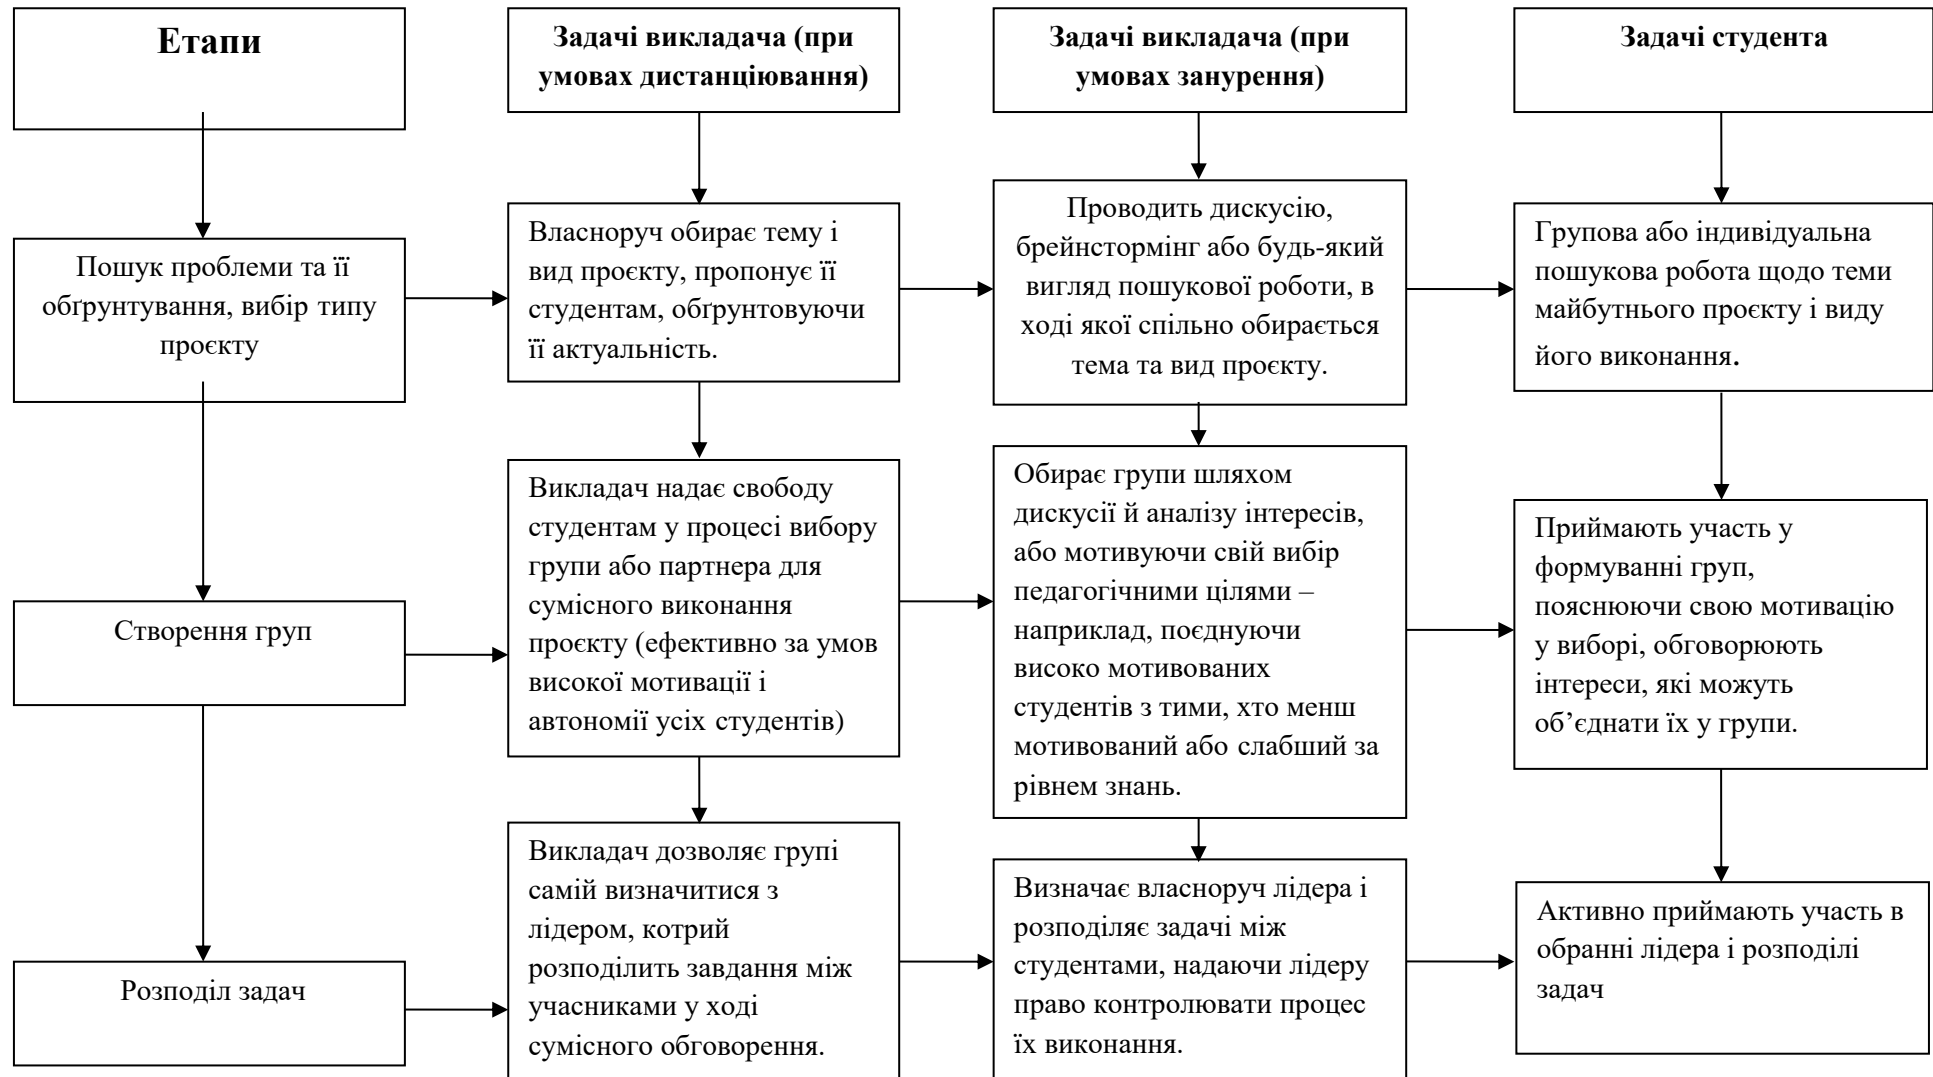 Етапи
Задачі викладача (при
умовах дистанціювання)
Задачі викладача (при
умовах занурення)
Задачі студента
Пошук проблеми та її
обґрунтування, вибір типу
проєкту
Власноруч обирає тему і
вид проєкту, пропонує її
студентам, обґрунтовуючи
її актуальність.
Проводить дискусію,
брейнстормінг або будь-який
вигляд пошукової роботи, в
ході якої спільно обирається
тема та вид проєкту.
Групова або індивідуальна
пошукова робота щодо теми
майбутнього проєкту і виду
його виконання.
Створення груп
Викладач надає свободу
студентам у процесі вибору
групи або партнера для
сумісного виконання
проєкту (ефективно за умов
високої мотивації і
автономії усіх студентів)
Обирає групи шляхом
дискусії й аналізу інтересів,
або мотивуючи свій вибір
педагогічними цілями –
наприклад, поєднуючи
високо мотивованих
студентів з тими, хто менш
мотивований або слабший за
рівнем знань.
Приймають участь у
формуванні груп,
пояснюючи свою мотивацію
у виборі, обговорюють
інтереси, які можуть
об’єднати їх у групи.
Розподіл задач
Викладач дозволяє групі
самій визначитися з
лідером, котрий
розподілить завдання між
учасниками у ході
сумісного обговорення.
Визначає власноруч лідера і
розподіляє задачі між
студентами, надаючи лідеру
право контролювати процес
їх виконання.
Активно приймають участь в
обранні лідера і розподілі
задач